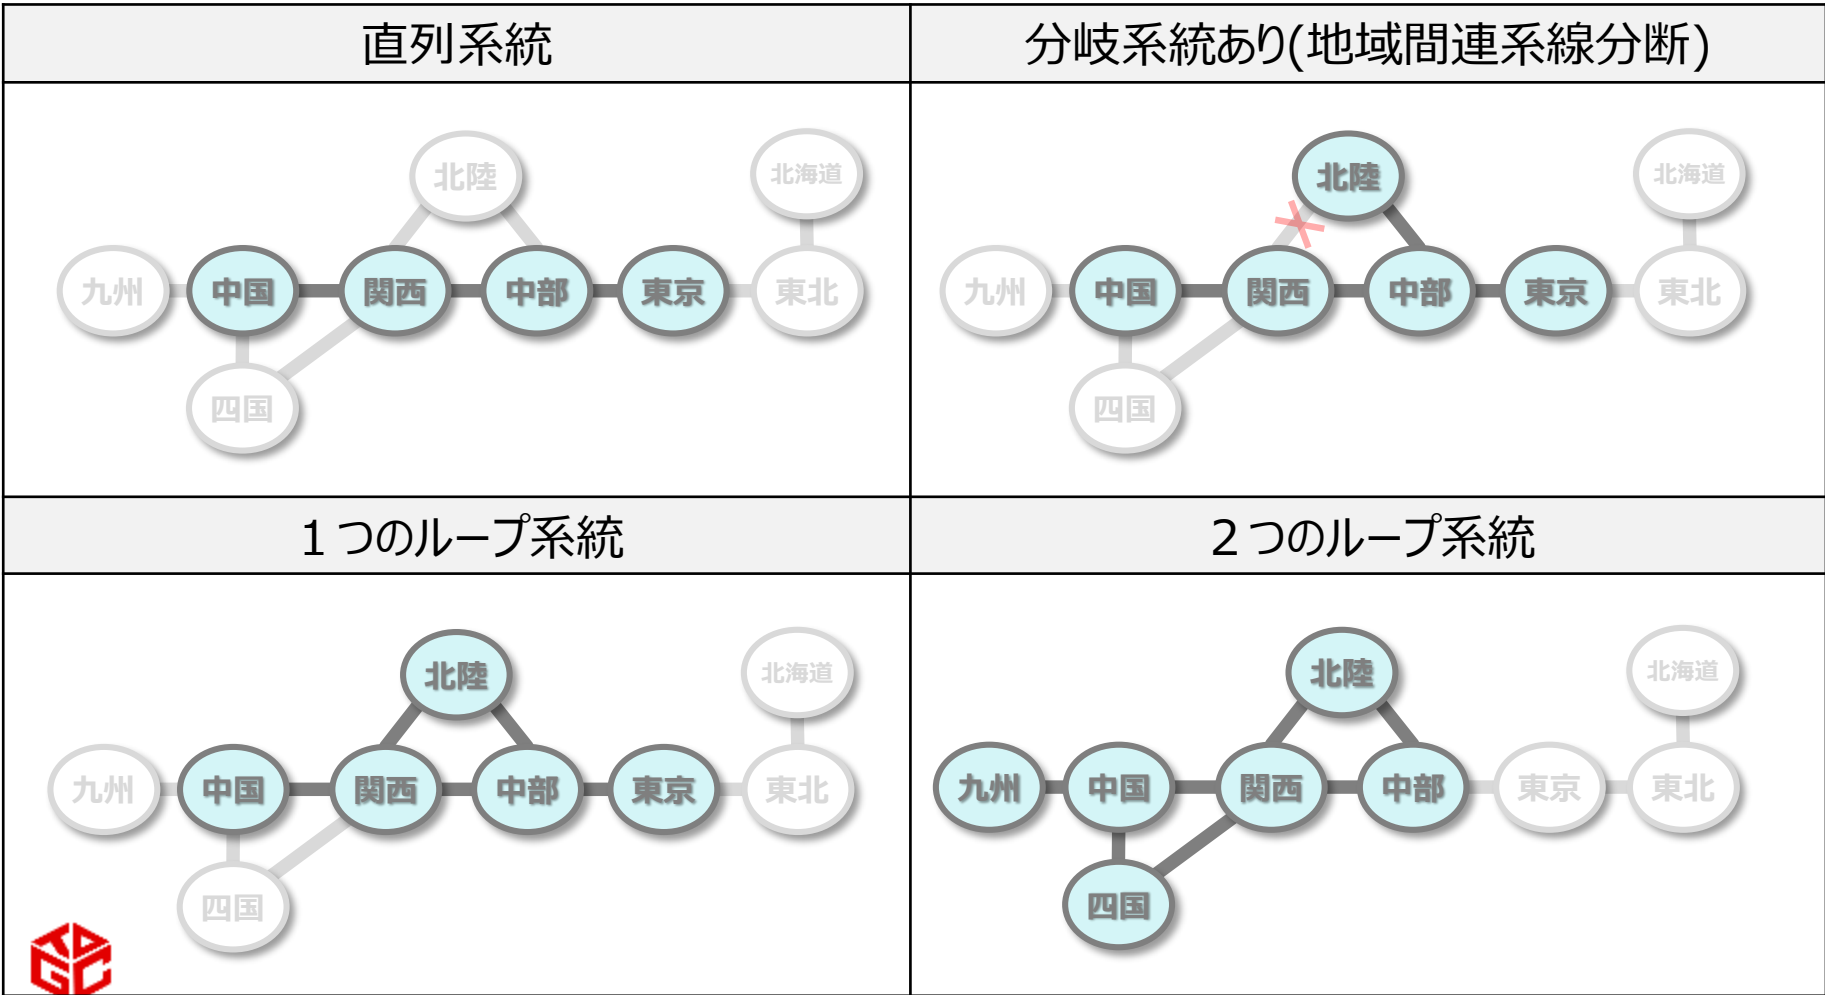 直列系統
分岐系統あり(地域間連系線分断)
北陸
北海道
九州 中国 関西 中部 東京 東北
四国
北陸
北海道
九州 中国 関西 中部 東京 東北
四国
1つのループ系統
2つのループ系統
北陸
北海道
九州 中国 関西 中部 東京 東北
四国
北陸
北海道
九州 中国 関西 中部 東京 東北
四国
TDGC